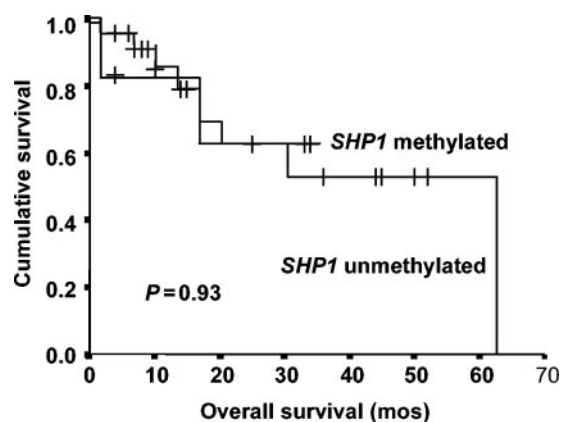 Cumulative survival
1.0
0.8
0.6
0.4
0.2
0.0
SHP1 methylated
SHP1 unmethylated
P = 0.93
0 10 20 30 40 50 60 70
Overall survival (mos)